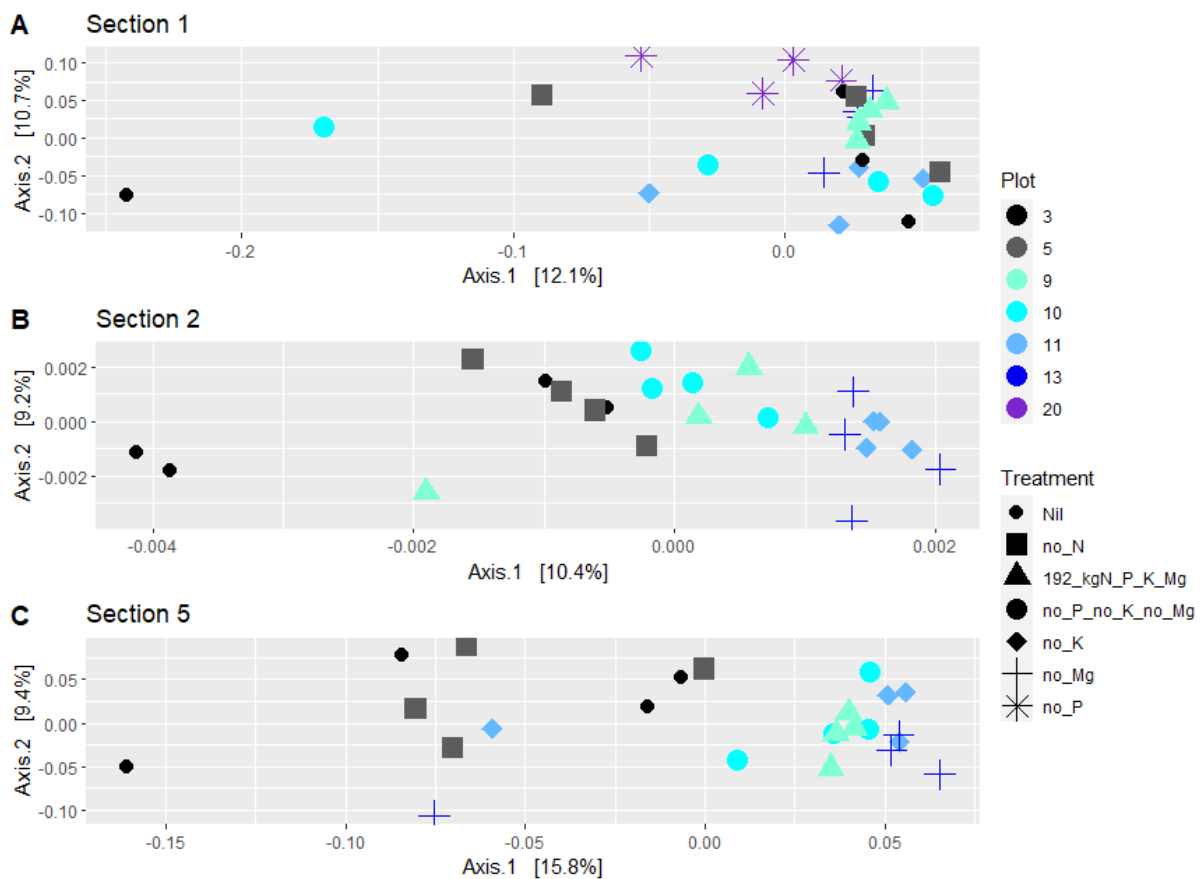 A Section 1
0.10
0.05
0.00
-0.05
-0.10
Axis.2 [10.7%]
-0.2 -0.1 0.0
Axis.1 [12.1%]
B Section 2
0.002
0.000
-0.002
Axis.2 [9.2%]
-0.004 -0.002 0.000 0.002
Axis.1 [10.4%]
C Section 5
0.05
0.00
-0.05
-0.10
Axis.2 [9.4%]
-0.15 -0.10 -0.05 0.00 0.05
Axis.1 [15.8%]
Plot
3
5
9
10
11
13
20
Treatment
Nil
no_N
192_kgN_P_K_Mg
no_P_no_K_no_Mg
no_K
no_Mg
no_P